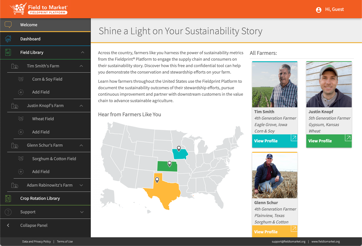 Field to Market
FIELDPRINT PLATFORM
Hi, Guest
Welcome
Dashboard
Field Library
Tim Smith's Farm
Corn & Soy Field
Add Field
Justin Knopf's Farm
Wheat Field
Add Field
Glenn Schur's Farm
Sorghum & Cotton Field
Add Field
Adam Rabinowitz's Farm
Crop Rotation Library
Support
Collapse Panel
Shine a Light on Your Sustainability Story
Across the country, farmers like you harness the power of sustainability metrics
from the Fieldprint® Platform to engage the supply chain and consumers on
their sustainability story. Discover how this free and confidential tool can help
you demonstrate the conservation and stewardship efforts on your farm.
Learn how farmers throughout the United States use the Fieldprint Platform to
document the sustainability outcomes of their stewardship efforts, pursue
continuous improvement and partner with downstream customers in the value
chain to advance sustainable agriculture.
Hear from Farmers Like You
All Farmers:
Tim Smith
4th Generation Farmer
Eagle Grove, Iowa
Corn & Soy
View Profile
Justin Knopf
5th Generation Farmer
Gypsum, Kansas
Wheat
View Profile
Glenn Schur
4th Generation Farmer
Plainview, Texas
Sorghum & Cotton
View Profile
Data and Privacy Policy | Terms of Use
support@fieldtomarket.org | www.fieldtomarket.org